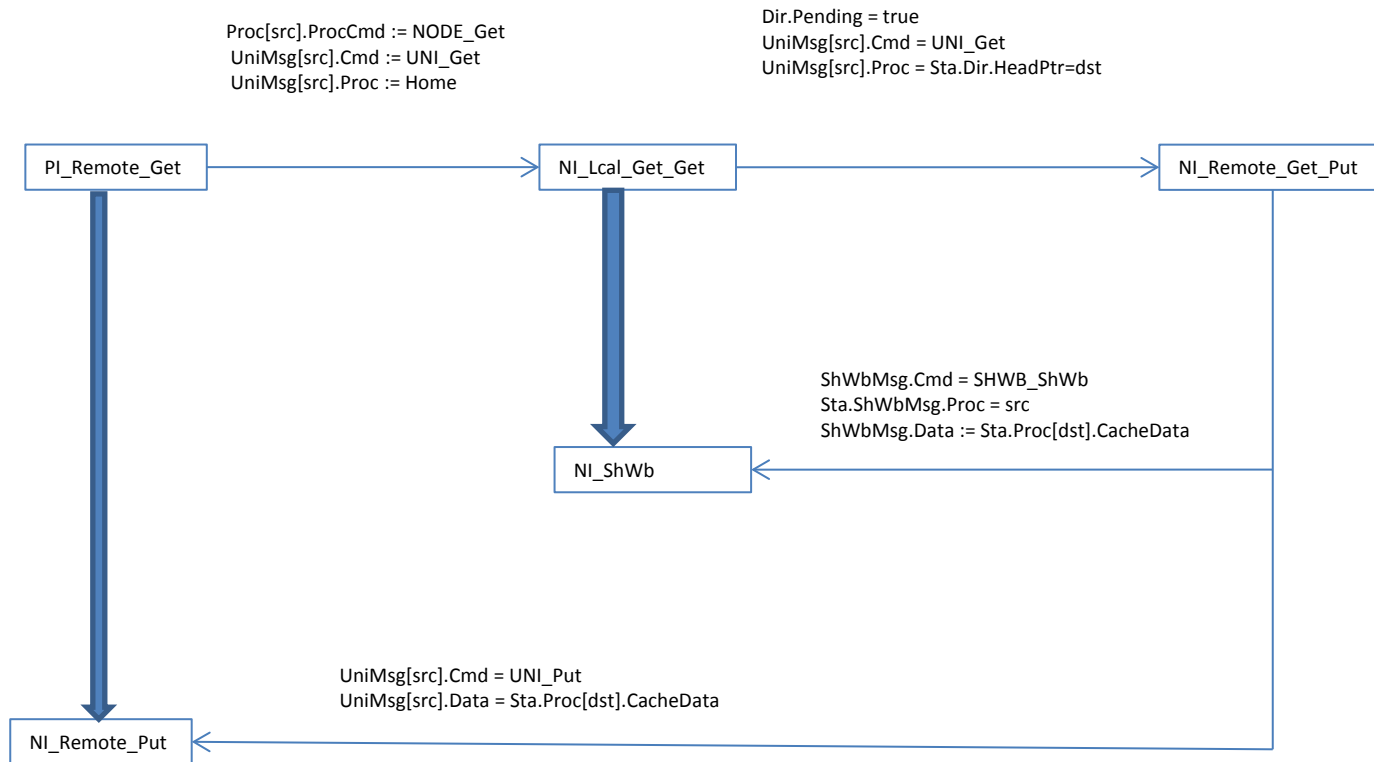 Proc[src].ProcCmd := NODE_Get
UniMsg[src].Cmd := UNI_Get
UniMsg[src].Proc := Home
Dir.Pending = true
UniMsg[src].Cmd = UNI_Get
UniMsg[src].Proc = Sta.Dir.HeadPtr=dst
PI_Remote_Get
NI_Lcal_Get_Get
NI_Remote_Get_Put
ShWbMsg.Cmd = SHWB_ShWb
Sta.ShWbMsg.Proc = src
ShWbMsg.Data := Sta.Proc[dst].CacheData
NI_ShWb
UniMsg[src].Cmd = UNI_Put
UniMsg[src].Data = Sta.Proc[dst].CacheData
NI_Remote_Put